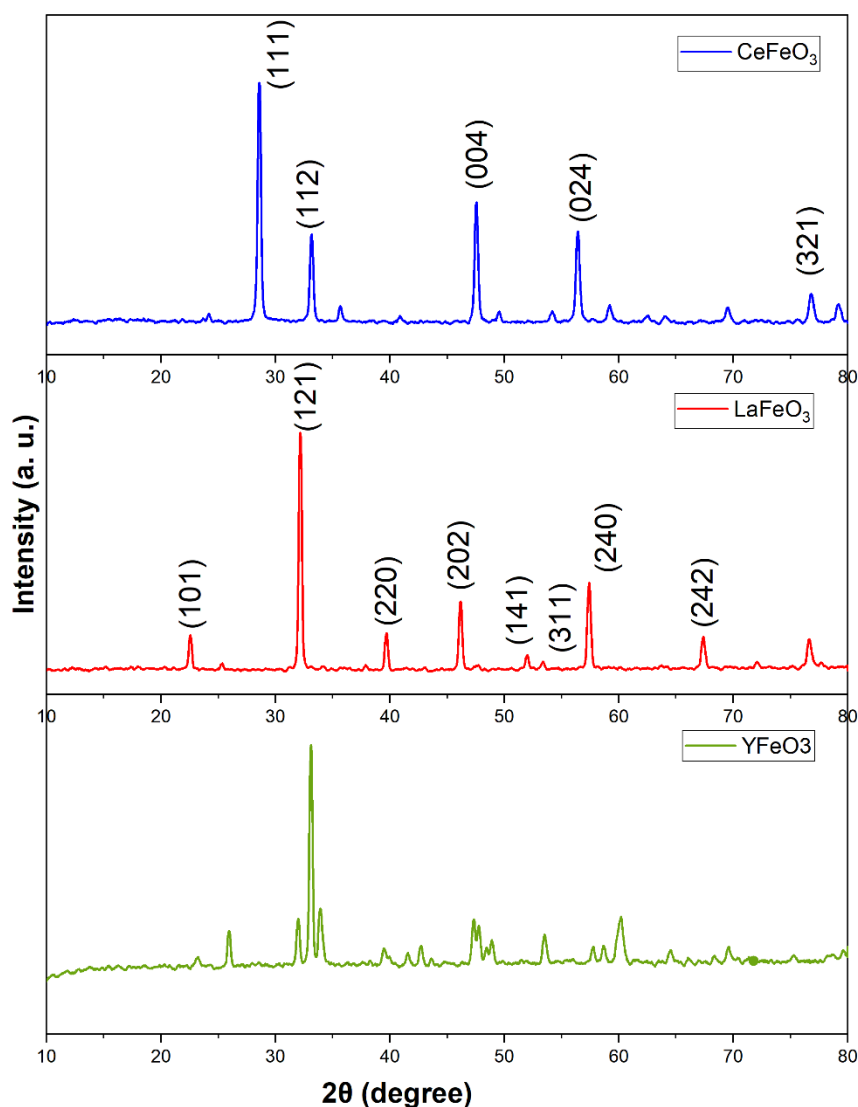 CeFeO₃
(111)
(112)
(004)
(024)
(321)
10 20 30 40 50 60 70 80
LaFeO₃
(101)
(121)
(220)
(202)
(141)
(311)
(240)
(242)
10 20 30 40 50 60 70 80
YFeO3
10 20 30 40 50 60 70 80
Intensity (a. u.)
2θ (degree)